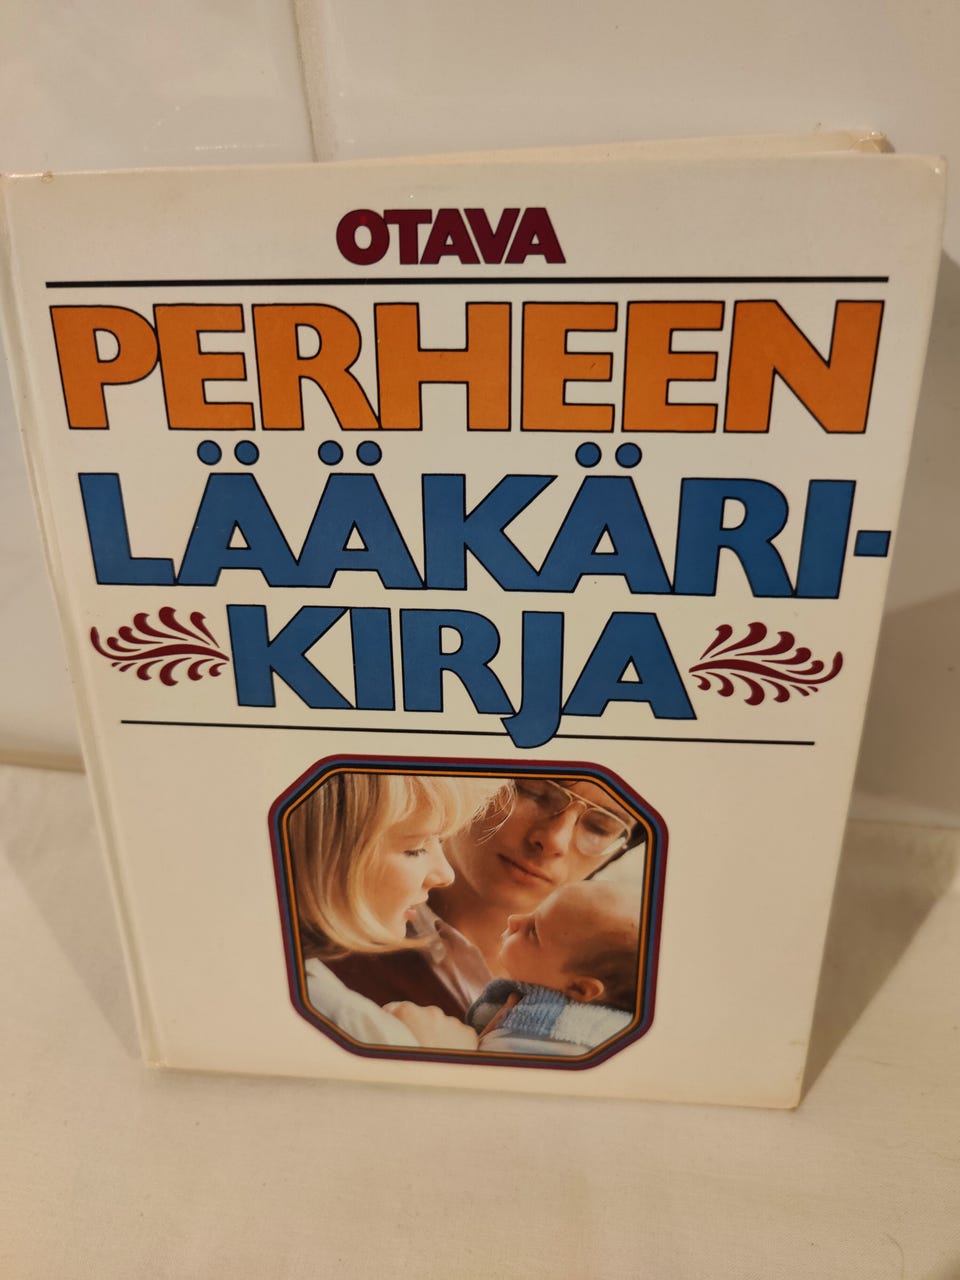 OTAVA
PERHEEN
LÄÄKÄRI-
KIRJA